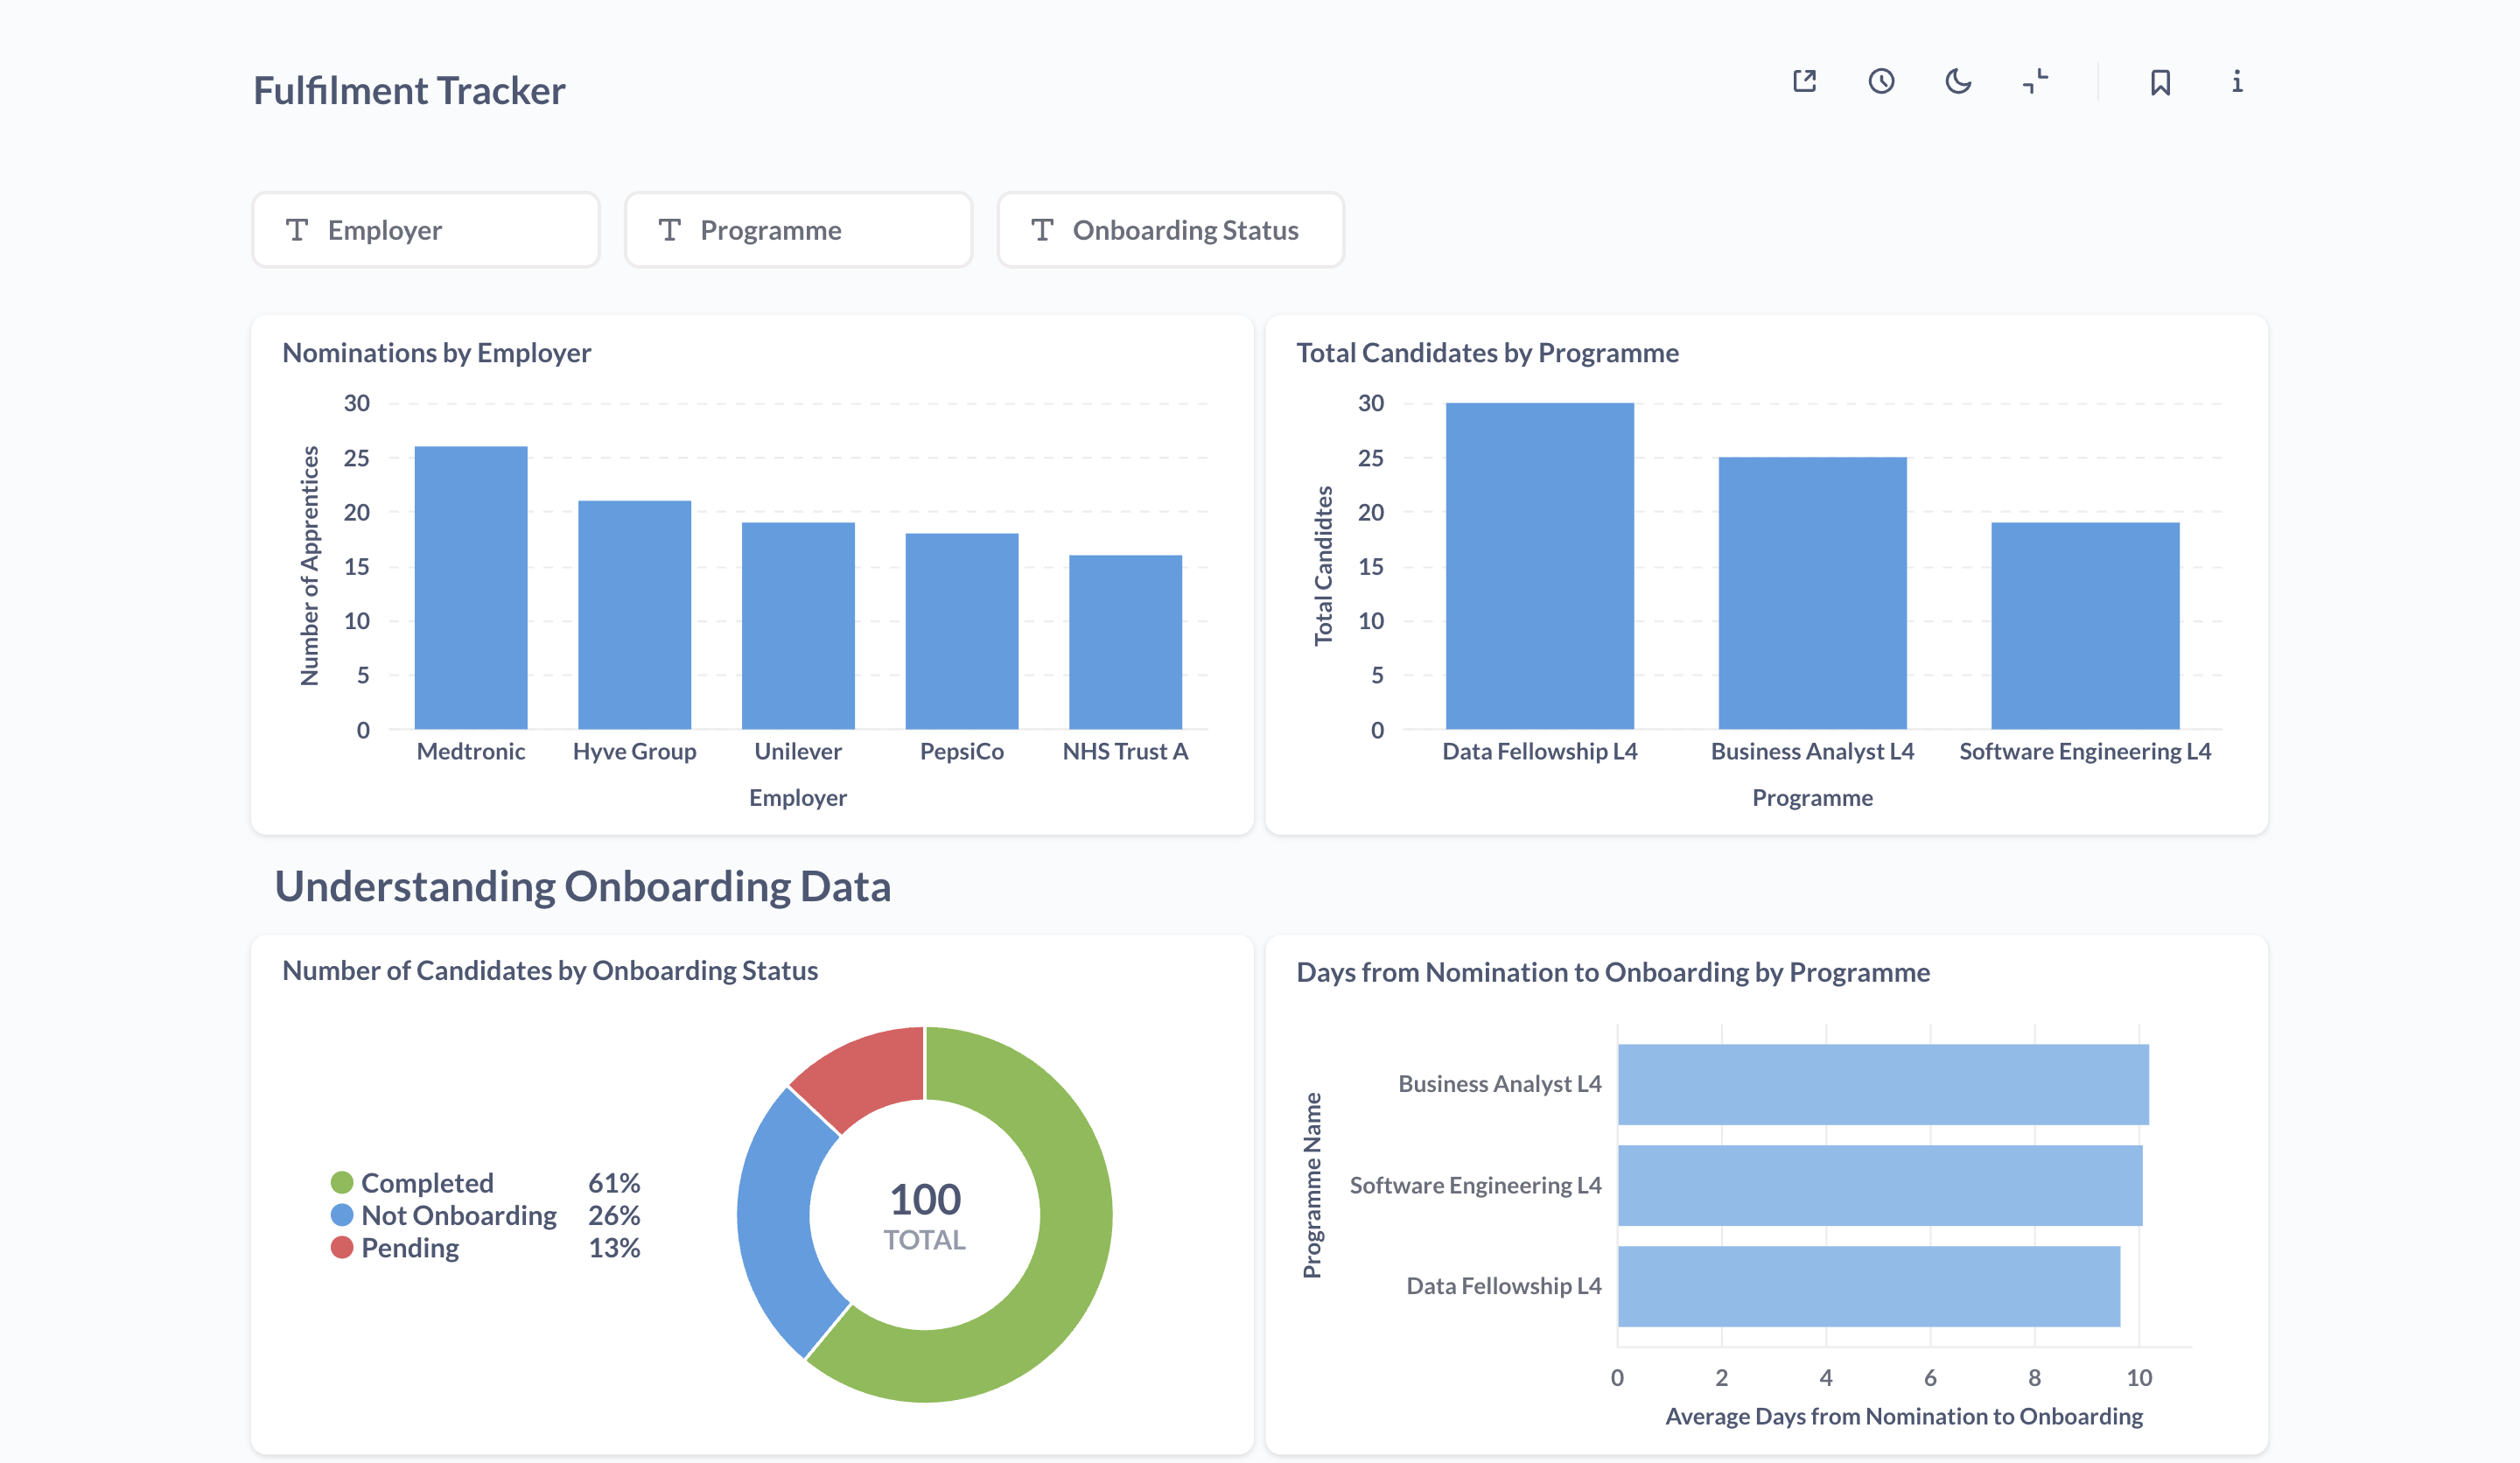 Fulfilment Tracker
Employer
Programme
Onboarding Status
Nominations by Employer
30
25
20
15
10
5
0
Number of Apprentices
Medtronic
Hyve Group
Unilever
PepsiCo
NHS Trust A
Employer
Total Candidates by Programme
30
25
20
15
10
5
0
Total Candidtes
Data Fellowship L4
Business Analyst L4
Software Engineering L4
Programme
Understanding Onboarding Data
Number of Candidates by Onboarding Status
Completed 61%
Not Onboarding 26%
Pending 13%
100
TOTAL
Days from Nomination to Onboarding by Programme
Programme Name
Business Analyst L4
Software Engineering L4
Data Fellowship L4
0 2 4 6 8 10
Average Days from Nomination to Onboarding